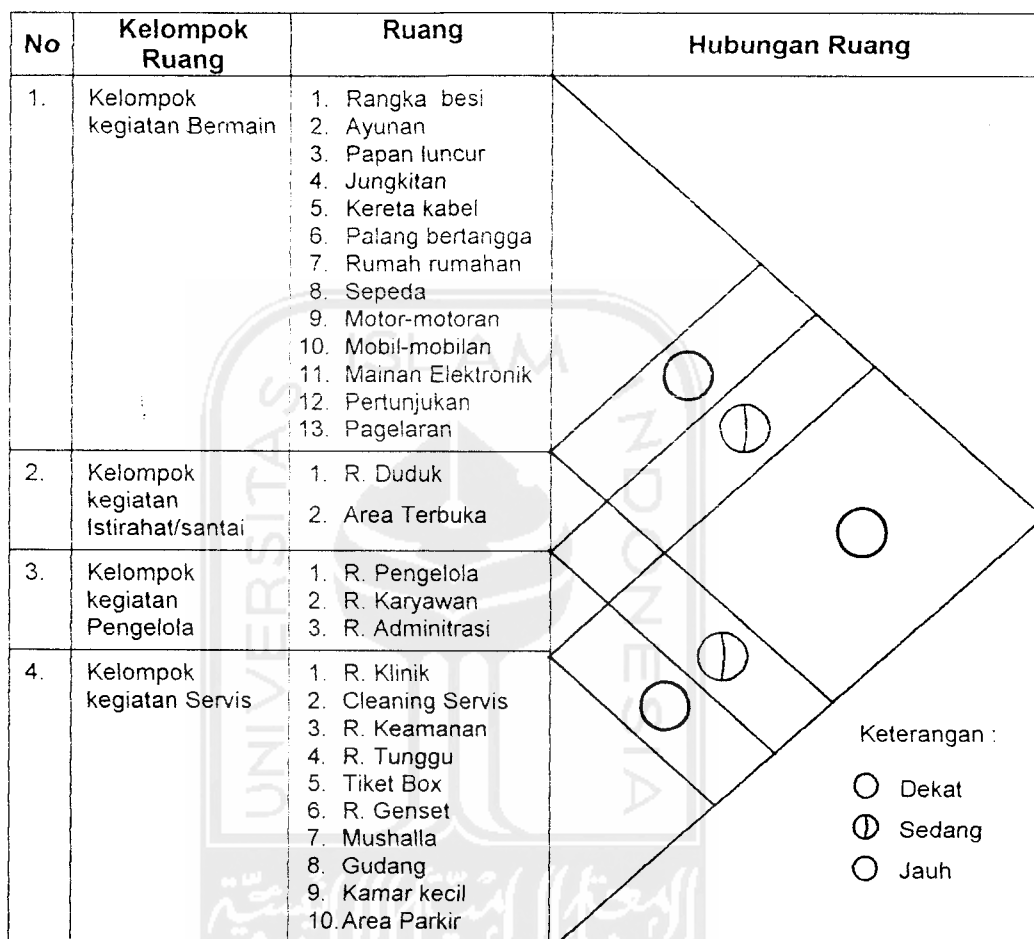 No Kelompok Ruang Ruang Hubungan Ruang
1. Kelompok kegiatan Bermain
1. Rangka besi
2. Ayunan
3. Papan luncur
4. Jungkitan
5. Kereta kabel
6. Palang bertangga
7. Rumah rumahan
8. Sepeda
9. Motor-motoran
10. Mobil-mobilan
11. Mainan Elektronik
12. Pertunjukan
13. Pagelaran
2. Kelompok kegiatan Istirahat/santai
1. R. Duduk
2. Area Terbuka
3. Kelompok kegiatan Pengelola
1. R. Pengelola
2. R. Karyawan
3. R. Adminitrasi
4. Kelompok kegiatan Servis
1. R. Klinik
2. Cleaning Servis
3. R. Keamanan
4. R. Tunggu
5. Tiket Box
6. R. Genset
7. Mushalla
8. Gudang
9. Kamar kecil
10. Area Parkir
Keterangan :
Dekat
Sedang
Jauh
UNIVERSITAS ISLAM INDONESIA